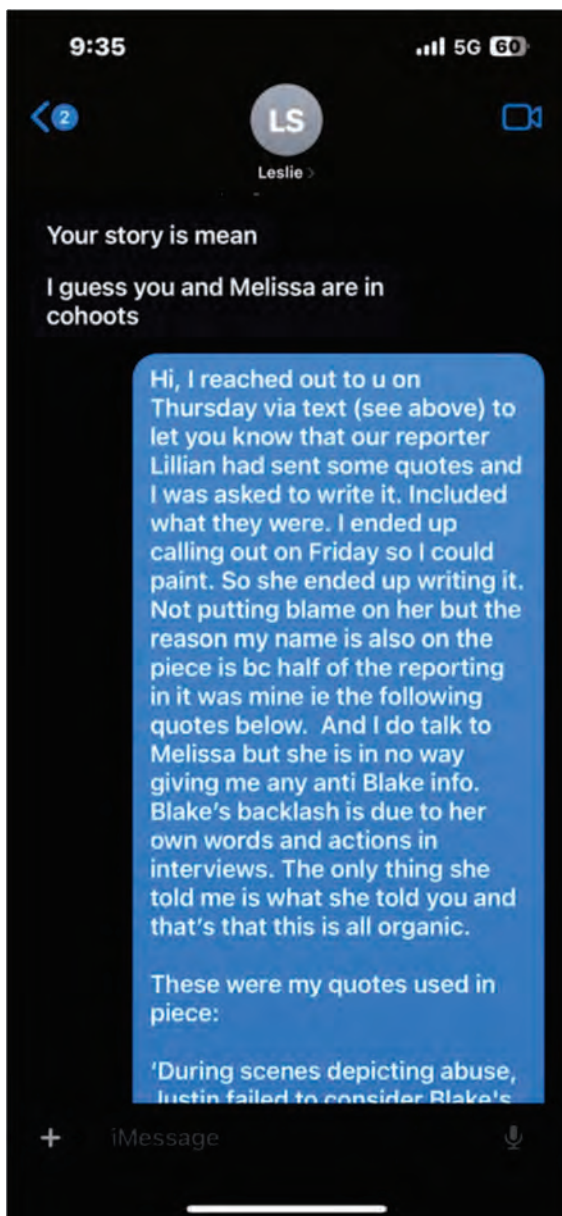 9:35
5G 60
2
LS
Leslie >
Your story is mean
I guess you and Melissa are in
cohoots
Hi, I reached out to u on
Thursday via text (see above) to
let you know that our reporter
Lillian had sent some quotes and
I was asked to write it. Included
what they were. I ended up
calling out on Friday so I could
paint. So she ended up writing it.
Not putting blame on her but the
reason my name is also on the
piece is bc half of the reporting
in it was mine ie the following
quotes below.  And I do talk to
Melissa but she is in no way
giving me any anti Blake info.
Blake's backlash is due to her
own words and actions in
interviews. The only thing she
told me is what she told you and
that's that this is all organic.
These were my quotes used in
piece:
'During scenes depicting abuse,
Justin failed to consider Blake's
+ iMessage